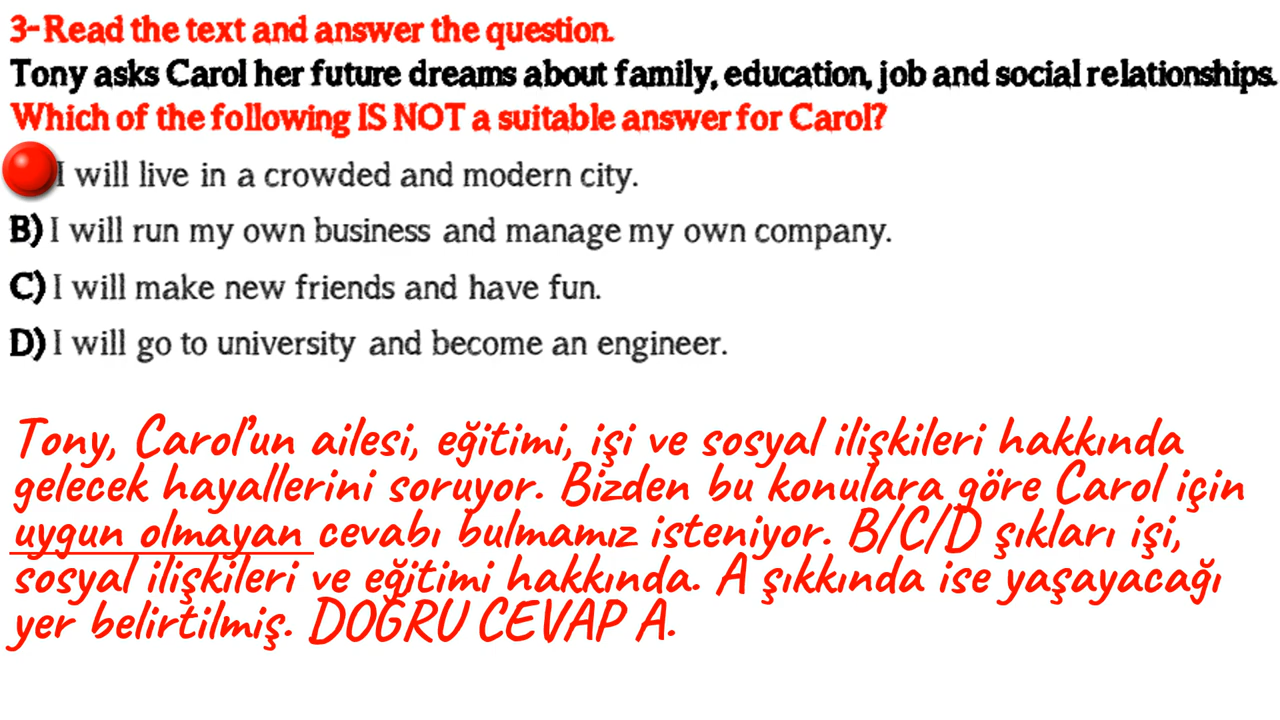 3-Read the text and answer the question.
Tony asks Carol her future dreams about family, education, job and social relationships.
Which of the following IS NOT a suitable answer for Carol?
I will live in a crowded and modern city.
B) I will run my own business and manage my own company.
C) I will make new friends and have fun.
D) I will go to university and become an engineer.
Tony, Carol'un ailesi, eğitimi, işi ve sosyal ilişkileri hakkında
gelecek hayallerini soruyor. Bizden bu konulara göre Carol için
uygun olmayan cevabı bulmamız isteniyor. B/C/D şıkları işi,
sosyal ilişkileri ve eğitimi hakkında. A şıkkında ise yaşayacağı
yer belirtilmiş. DOĞRU CEVAP A.